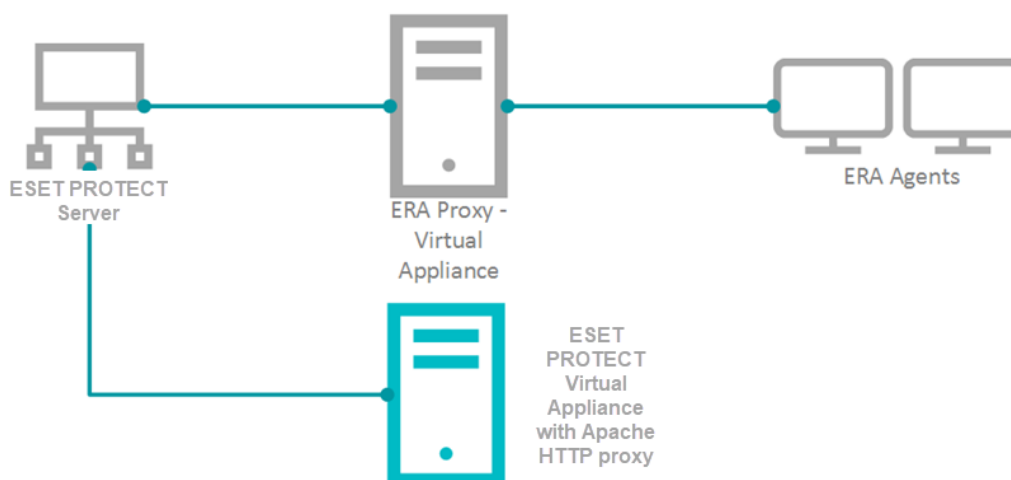 ESET PROTECT
Server
ERA Proxy -
Virtual
Appliance
ERA Agents
ESET
PROTECT
Virtual
Appliance
with Apache
HTTP proxy